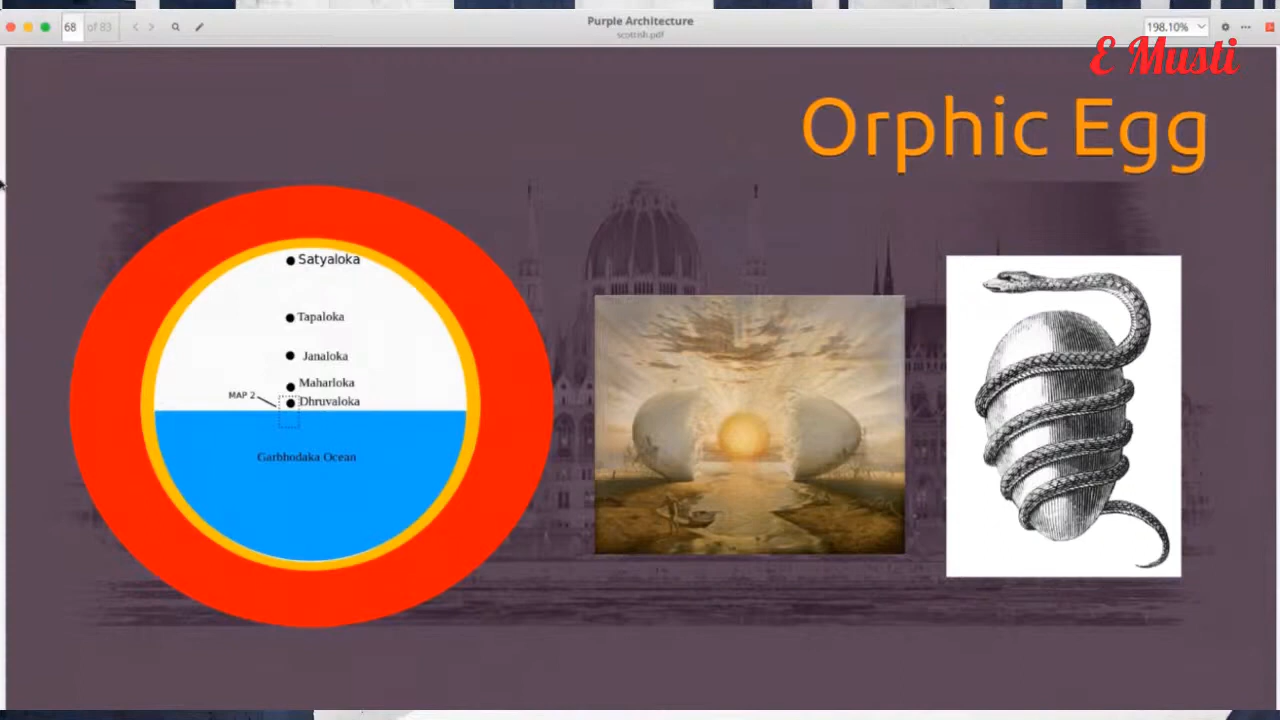 68 of 83
Purple Architecture
scottish.pdf
198.10%
E Musti
Orphic Egg
Satyaloka
Tapaloka
Janaloka
Maharloka
MAP 2
Dhruvaloka
Garbhodaka Ocean